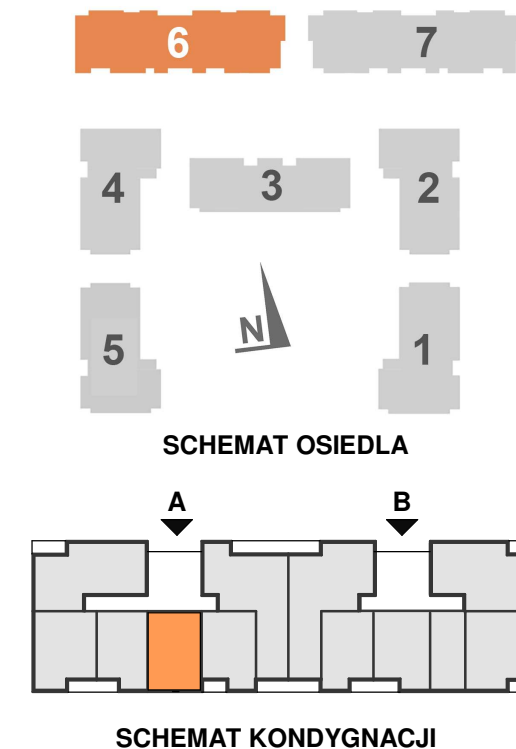 6 7
4 3 2
N
5 1
SCHEMAT OSIEDLA
A B
SCHEMAT KONDYGNACJI